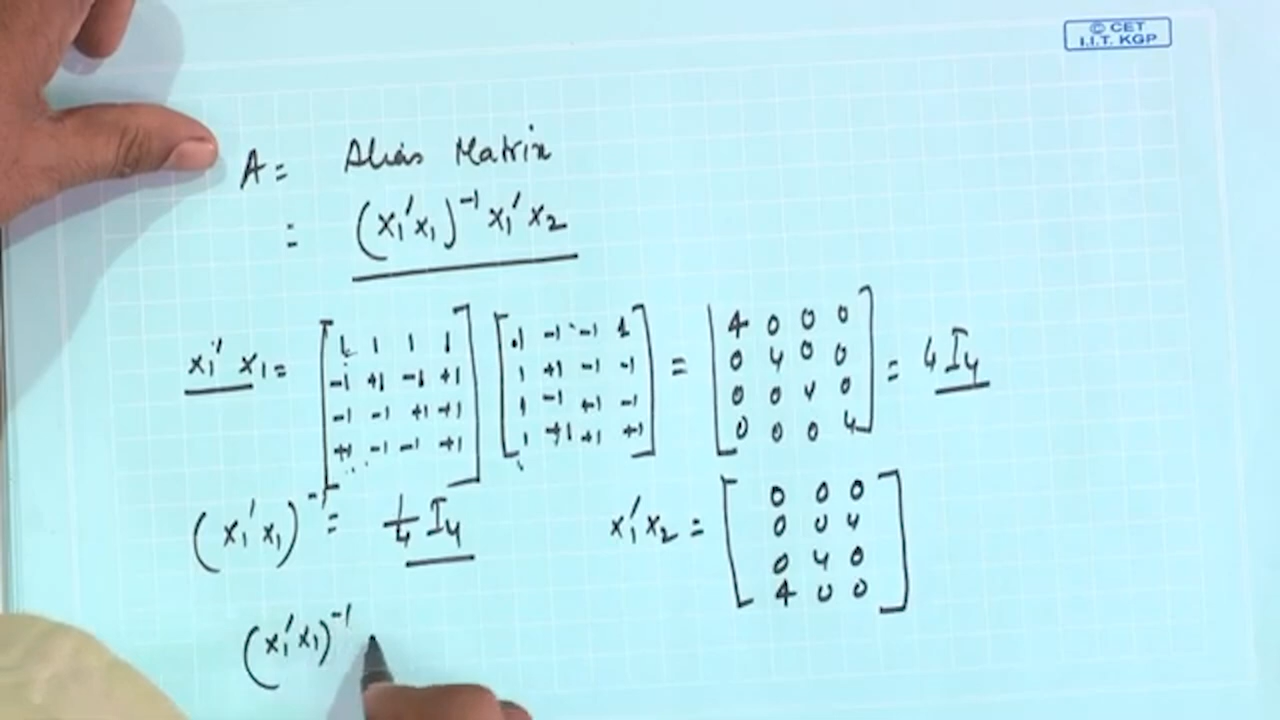 © CET
I.I.T. KGP
A = Alias Matrix
= (X₁'X₁)⁻¹ X₁'X₂
X₁'X₁ = [1 1 1 1 [1 -1 -1 1 = [4 0 0 0 = 4 I₄
-1 +1 -1 +1 1 +1 -1 -1 0 4 0 0
-1 -1 +1 +1 1 -1 +1 -1 0 0 4 0
+1 -1 -1 +1] 1 +1 +1 +1] 0 0 0 4]
(X₁'X₁)⁻¹ = 1/4 I₄ X₁'X₂ = [0 0 0
0 0 4
0 4 0
4 0 0]
(X₁'X₁)⁻¹